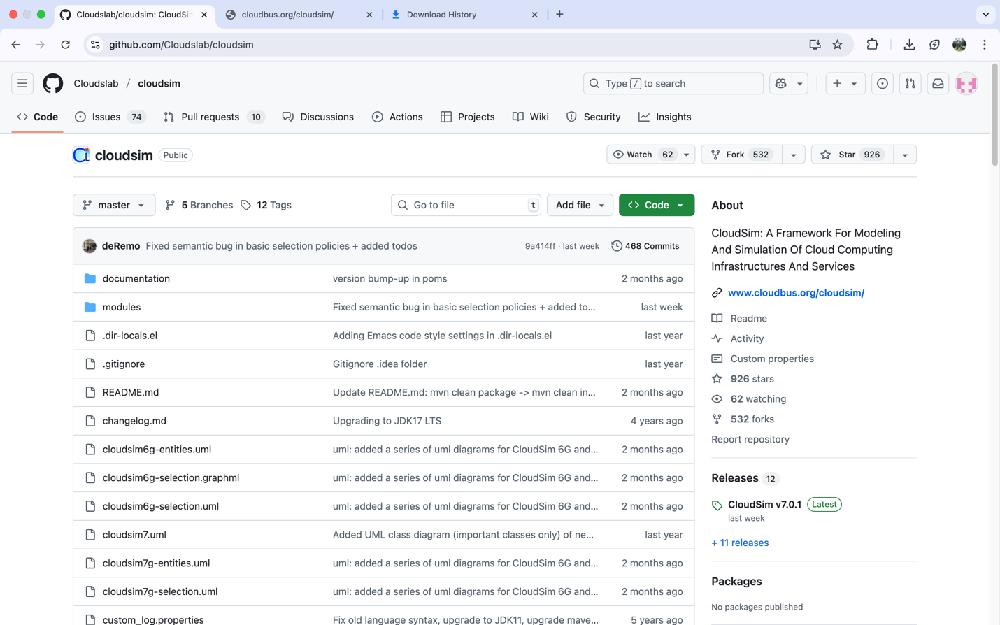 Cloudslab/cloudsim: CloudSim
cloudbus.org/cloudsim/
Download History
github.com/Cloudslab/cloudsim
Cloudslab / cloudsim
Type / to search
Code
Issues 74
Pull requests 10
Discussions
Actions
Projects
Wiki
Security
Insights
cloudsim Public
Watch 62
Fork 532
Star 926
master
5 Branches
12 Tags
Go to file t
Add file
Code
deRemo Fixed semantic bug in basic selection policies + added todos 9a414ff · last week 468 Commits
documentation version bump-up in poms 2 months ago
modules Fixed semantic bug in basic selection policies + added to... last week
.dir-locals.el Adding Emacs code style settings in .dir-locals.el last year
.gitignore Gitignore .idea folder last year
README.md Update README.md: mvn clean package -> mvn clean in... 2 months ago
changelog.md Upgrading to JDK17 LTS 4 years ago
cloudsim6g-entities.uml uml: added a series of uml diagrams for CloudSim 6G and... 2 months ago
cloudsim6g-selection.graphml uml: added a series of uml diagrams for CloudSim 6G and... 2 months ago
cloudsim6g-selection.uml uml: added a series of uml diagrams for CloudSim 6G and... 2 months ago
cloudsim7.uml Added UML class diagram (important classes only) of ne... last year
cloudsim7g-entities.uml uml: added a series of uml diagrams for CloudSim 6G and... 2 months ago
cloudsim7g-selection.uml uml: added a series of uml diagrams for CloudSim 6G and... 2 months ago
custom_log.properties Fix old language syntax, upgrade to JDK11, upgrade mave... 5 years ago
About
CloudSim: A Framework For Modeling
And Simulation Of Cloud Computing
Infrastructures And Services
www.cloudbus.org/cloudsim/
Readme
Activity
Custom properties
926 stars
62 watching
532 forks
Report repository
Releases 12
CloudSim v7.0.1 Latest
last week
+ 11 releases
Packages
No packages published